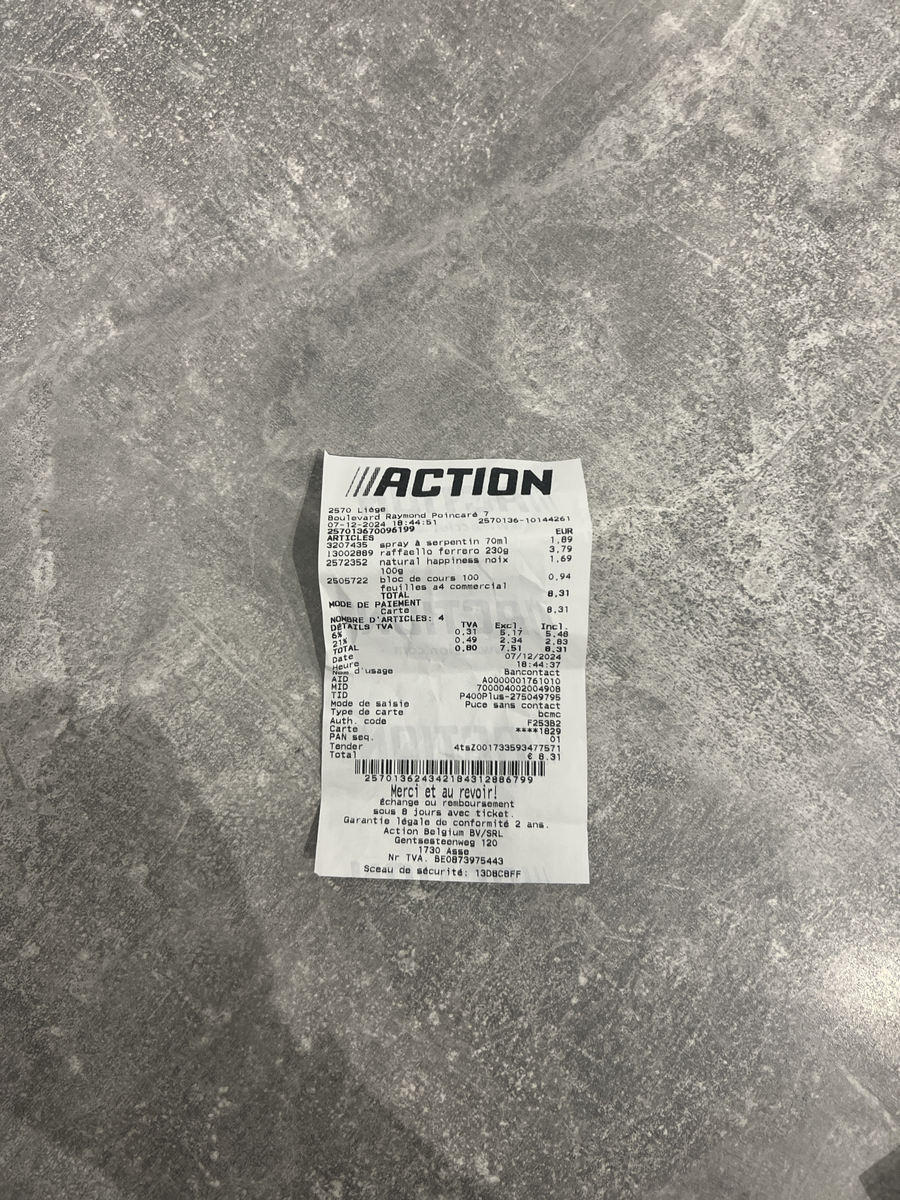 ACTION
2570 Liège
Boulevard Raymond Poincaré 7
07-12-2024 18:44:51 2570136-10144261
257013670096199 EUR
ARTICLES
3207435 spray à serpentin 70ml 1,89
13002889 raffaello ferrero 230g 3,79
2572352 natural happiness noix 1,69
100g
2505722 bloc de cours 100 0,94
feuilles a4 commercial
TOTAL 8,31
MODE DE PAIEMENT
Carte 8,31
NOMBRE D'ARTICLES: 4
DÉTAILS TVA TVA Excl. Incl.
6% 0,31 5,17 5,48
21% 0,49 2,34 2,83
TOTAL 0,80 7,51 8,31
Date 07/12/2024
Heure 18:44:37
Nom d'usage Bancontact
AID A0000001761010
MID 700004002004908
TID P400Plus-275049795
Mode de saisie Puce sans contact
Type de carte bcmc
Auth. code F253B2
Carte ****1829
PAN seq. 01
Tender 4tsZ001733593477571
Total € 8.31
2570136243421843128867​99
Merci et au revoir!
Échange ou remboursement
sous 8 jours avec ticket.
Garantie légale de conformité 2 ans.
Action Belgium BV/SRL
Gentsesteenweg 120
1730 Asse
Nr TVA. BE0873975443
Sceau de sécurité: 13D8C8FF